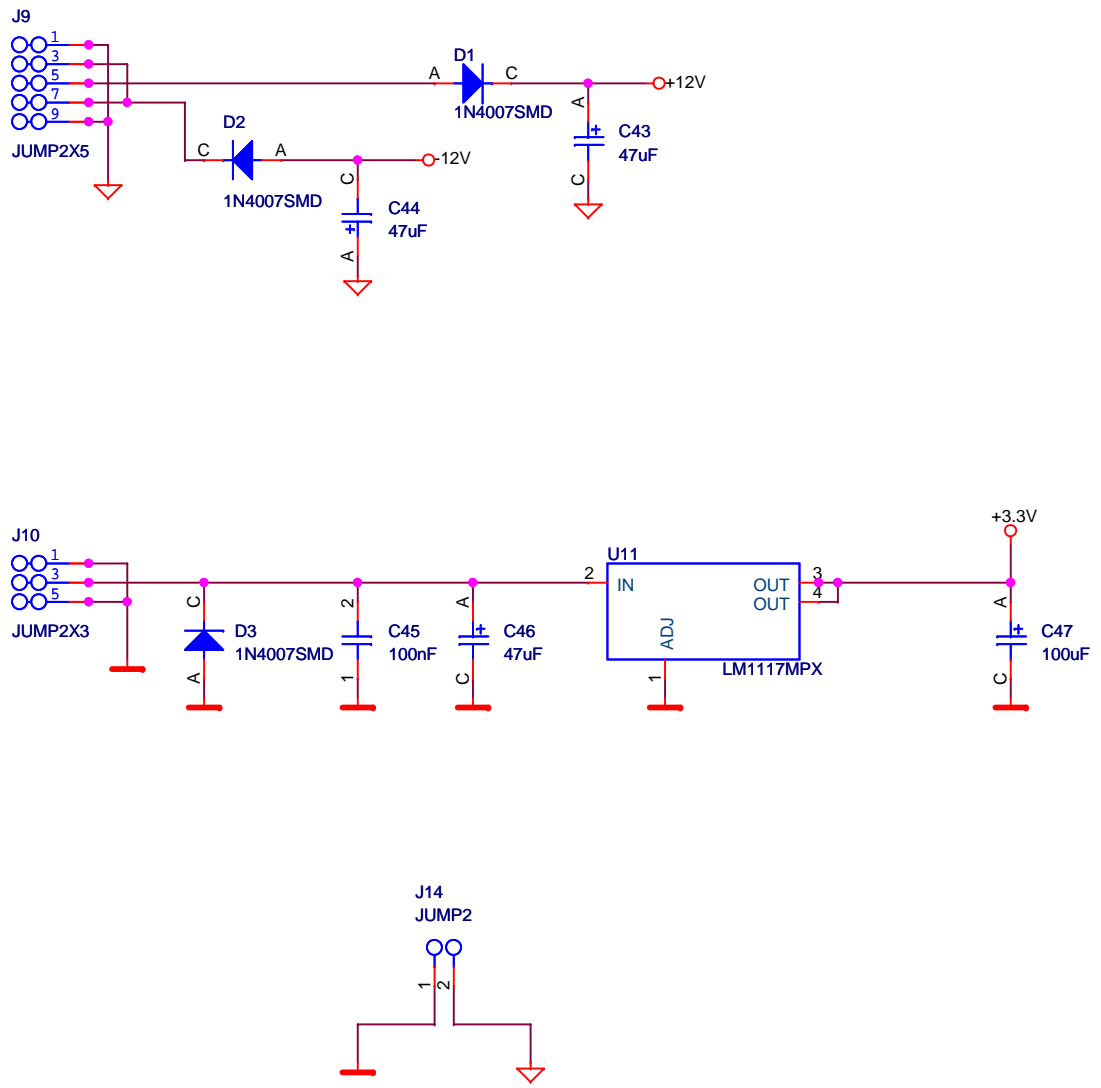 J9
1
3
5
7
9
JUMP2X5
A
D1
C
1N4007SMD
+12V
A
C43
47uF
C
D2
C
A
1N4007SMD
-12V
C
C44
47uF
A
J10
1
3
5
JUMP2X3
C
D3
1N4007SMD
A
2
C45
100nF
1
A
C46
47uF
C
U11
2
IN
OUT
3
OUT
4
ADJ
1
LM1117MPX
+3.3V
A
C47
100uF
C
J14
JUMP2
1
2